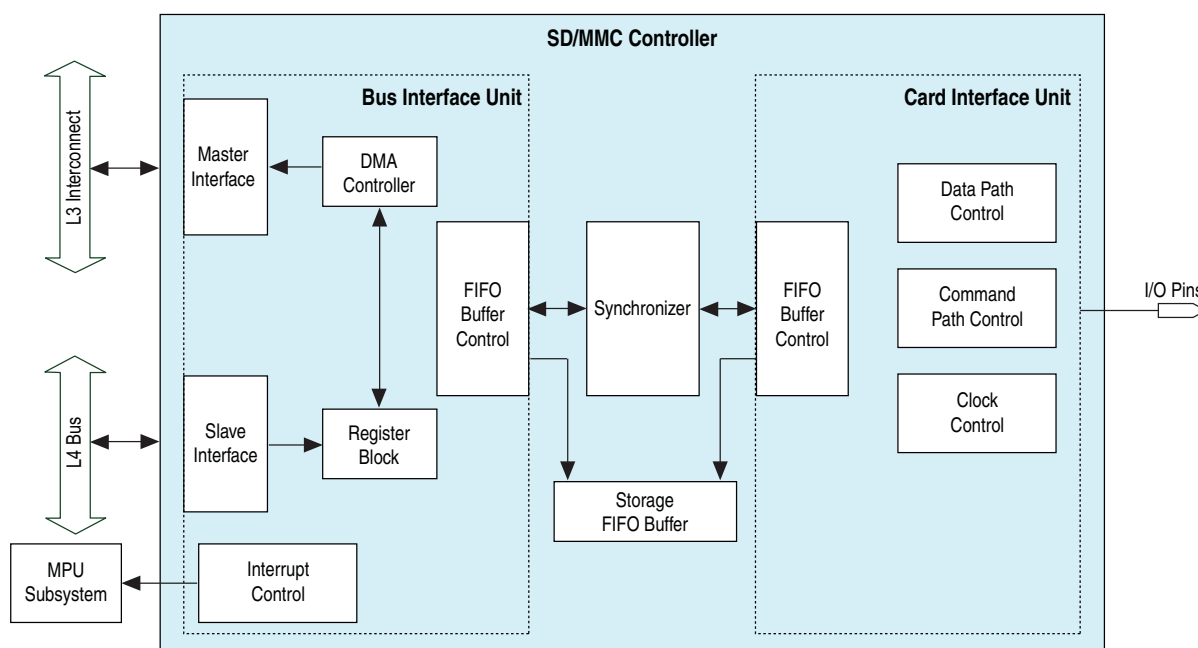 SD/MMC Controller
Bus Interface Unit
Card Interface Unit
L3 Interconnect
Master
Interface
DMA
Controller
Data Path
Control
FIFO
Buffer
Control
Synchronizer
FIFO
Buffer
Control
Command
Path Control
I/O Pins
L4 Bus
Slave
Interface
Register
Block
Clock
Control
Storage
FIFO Buffer
MPU
Subsystem
Interrupt
Control